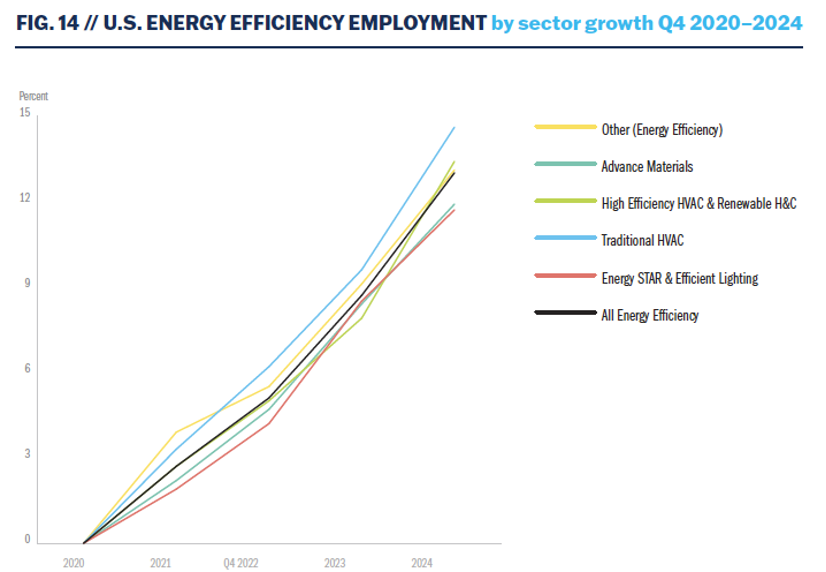 FIG. 14 // U.S. ENERGY EFFICIENCY EMPLOYMENT by sector growth Q4 2020–2024
Percent
15
12
9
6
3
0
2020 2021 Q4 2022 2023 2024
Other (Energy Efficiency)
Advance Materials
High Efficiency HVAC & Renewable H&C
Traditional HVAC
Energy STAR & Efficient Lighting
All Energy Efficiency